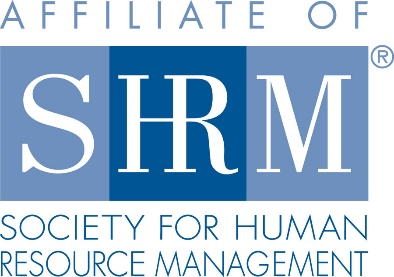 AFFILIATE OF
SHRM®
SOCIETY FOR HUMAN
RESOURCE MANAGEMENT